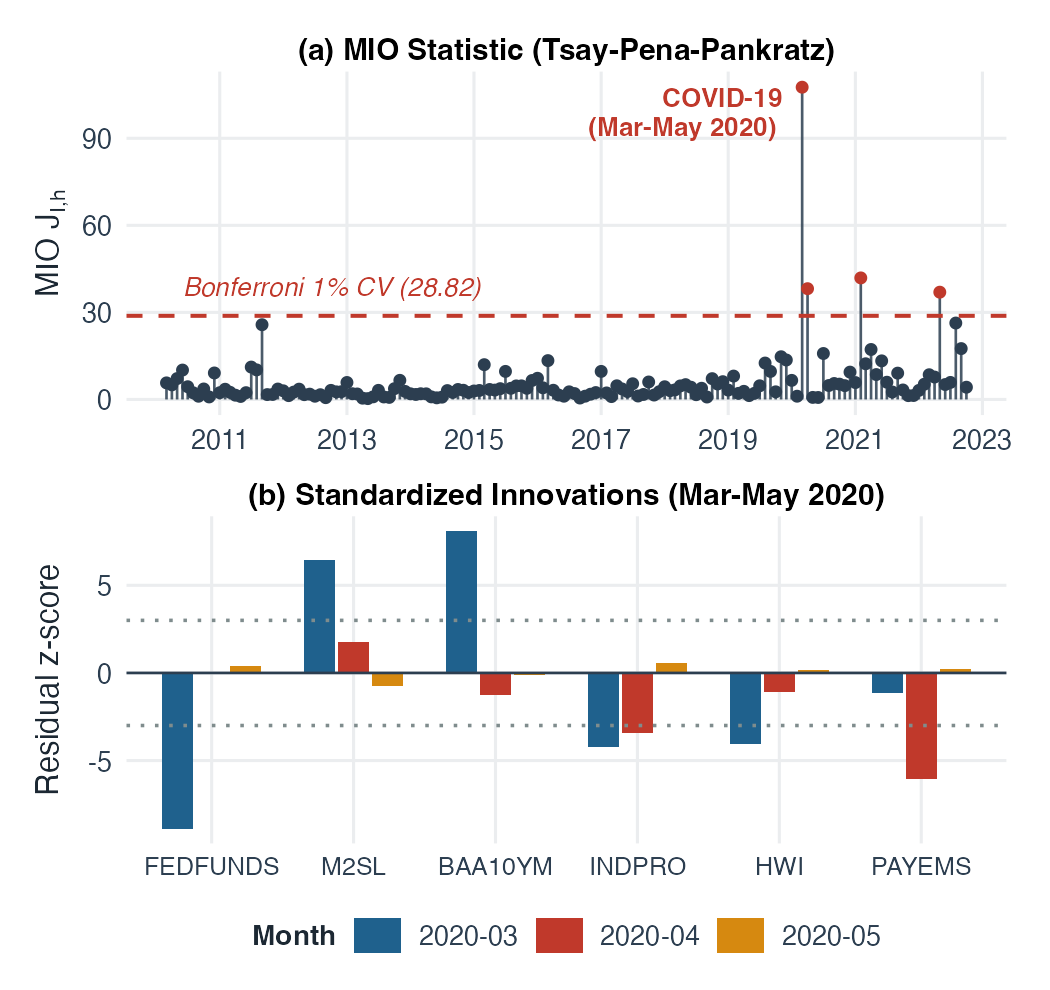 (a) MIO Statistic (Tsay-Pena-Pankratz)
COVID-19
(Mar-May 2020)
90
60
30
0
MIO J_{I,h}
Bonferroni 1% CV (28.82)
2011 2013 2015 2017 2019 2021 2023
(b) Standardized Innovations (Mar-May 2020)
5
0
-5
Residual z-score
FEDFUNDS M2SL BAA10YM INDPRO HWI PAYEMS
Month 2020-03 2020-04 2020-05